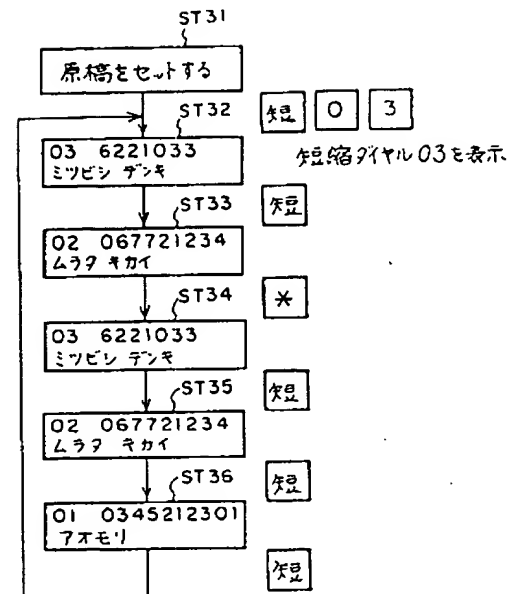 ST31
原稿をセットする
ST32
短 0 3
03 6221033
ミツビシ デンキ
短縮ダイヤル03を表示
ST33
短
02 067721234
ムラタ キカイ
ST34
*
03 6221033
ミツビシ デンキ
ST35
短
02 067721234
ムラタ キカイ
ST36
短
01 0345212301
アオモリ
短